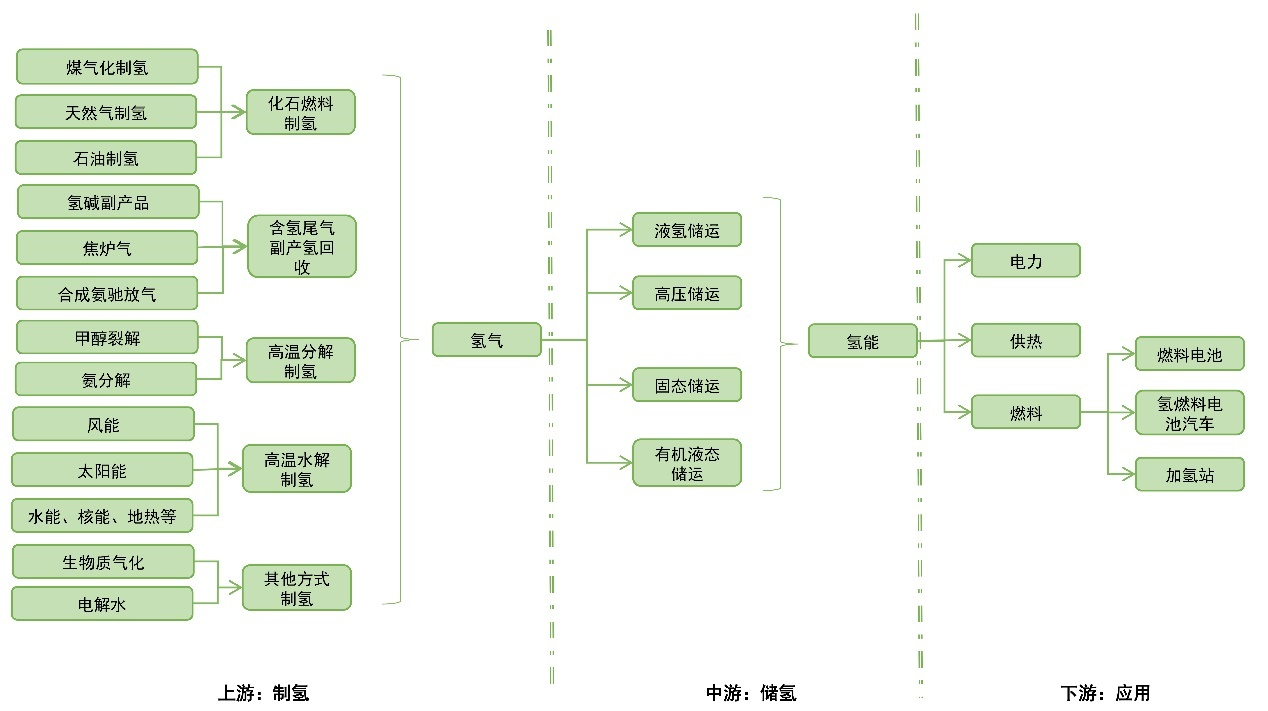 煤气化制氢
天然气制氢
石油制氢
化石燃料
制氢
氢碱副产品
焦炉气
合成氨驰放气
含氢尾气
副产氢回
收
甲醇裂解
氨分解
高温分解
制氢
风能
太阳能
水能、核能、地热等
高温水解
制氢
生物质气化
电解水
其他方式
制氢
氢气
液氢储运
高压储运
固态储运
有机液态
储运
氢能
电力
供热
燃料
燃料电池
氢燃料电
池汽车
加氢站
上游：制氢
中游：储氢
下游：应用